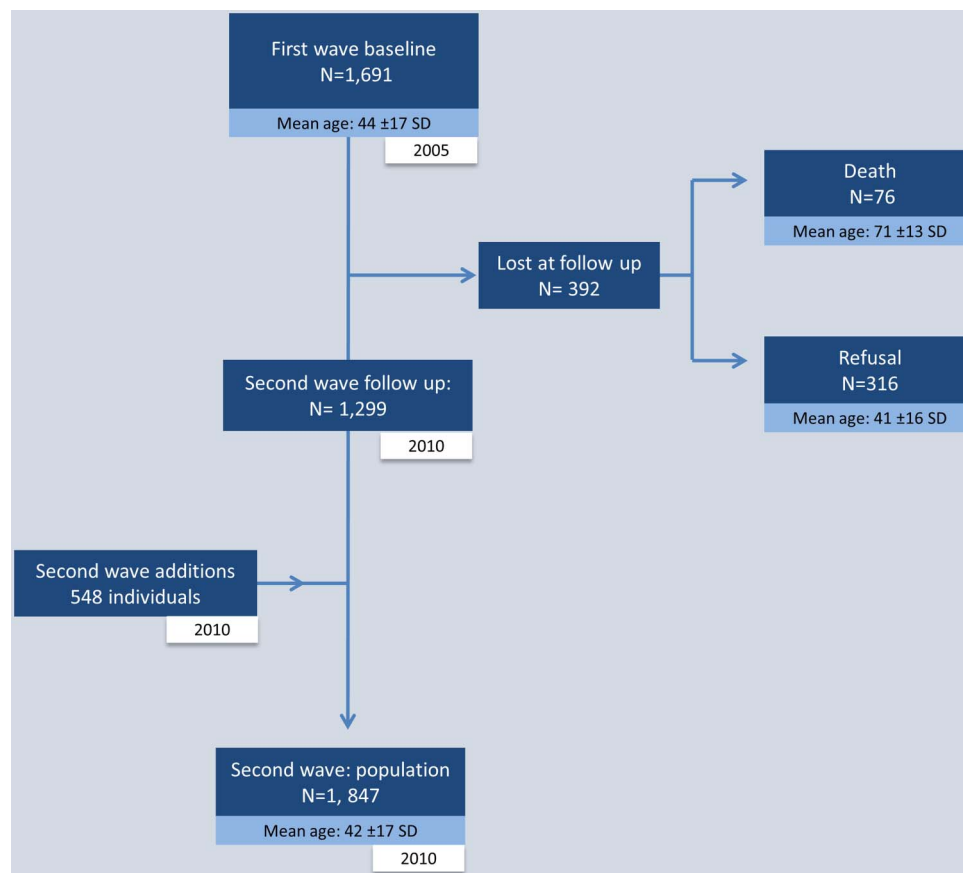 First wave baseline
N=1,691
Mean age: 44 ±17 SD
2005
Death
N=76
Mean age: 71 ±13 SD
Lost at follow up
N= 392
Refusal
N=316
Mean age: 41 ±16 SD
Second wave follow up:
N= 1,299
2010
Second wave additions
548 individuals
2010
Second wave: population
N=1, 847
Mean age: 42 ±17 SD
2010